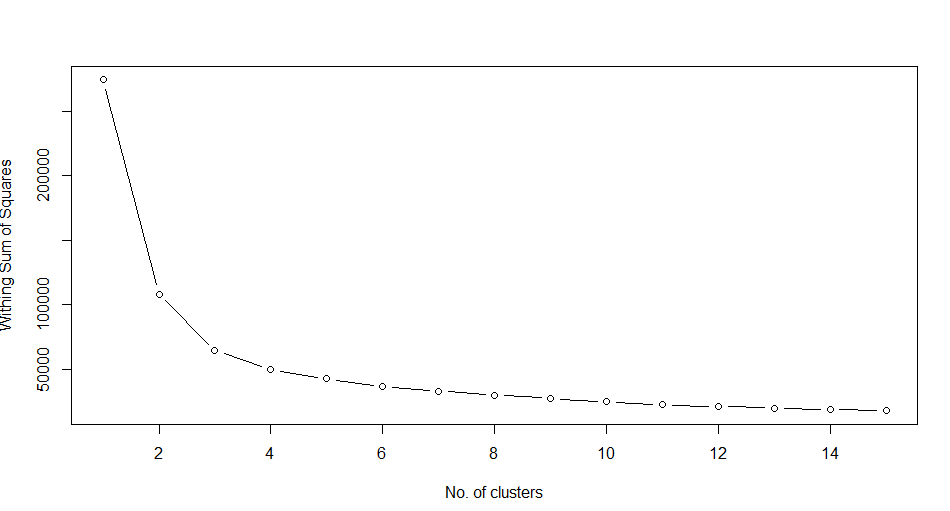 Withing Sum of Squares
200000
100000
50000
2 4 6 8 10 12 14
No. of clusters